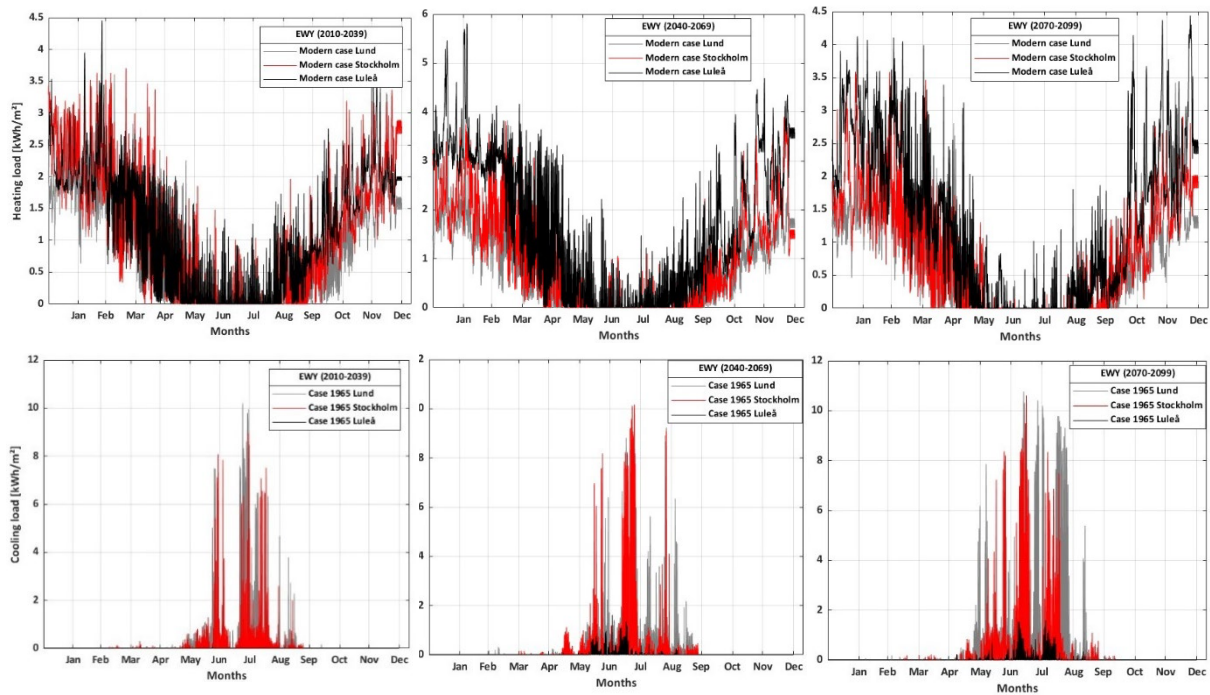 4.5
4
3.5
3
2.5
2
1.5
1
0.5
0
Heating load [kWh/m²]
EWY (2010-2039)
Modern case Lund
Modern case Stockholm
Modern case Luleå
Jan Feb Mar Apr May Jun Jul Aug Sep Oct Nov Dec
Months
6
5
4
3
2
1
0
EWY (2040-2069)
Modern case Lund
Modern case Stockholm
Modern case Luleå
Jan Feb Mar Apr May Jun Jul Aug Sep Oct Nov Dec
Months
4.5
4
3.5
3
2.5
2
1.5
1
0.5
0
EWY (2070-2099)
Modern case Lund
Modern case Stockholm
Modern case Luleå
Jan Feb Mar Apr May Jun Jul Aug Sep Oct Nov Dec
Months
12
10
8
6
4
2
0
Cooling load [kWh/m²]
EWY (2010-2039)
Case 1965 Lund
Case 1965 Stockholm
Case 1965 Luleå
Jan Feb Mar Apr May Jun Jul Aug Sep Oct Nov Dec
Months
2
0
8
6
4
2
0
EWY (2040-2069)
Case 1965 Lund
Case 1965 Stockholm
Case 1965 Luleå
Jan Feb Mar Apr May Jun Jul Aug Sep Oct Nov Dec
Months
12
10
8
6
4
2
0
EWY (2070-2099)
Case 1965 Lund
Case 1965 Stockholm
Case 1965 Luleå
Jan Feb Mar Apr May Jun Jul Aug Sep Oct Nov Dec
Months